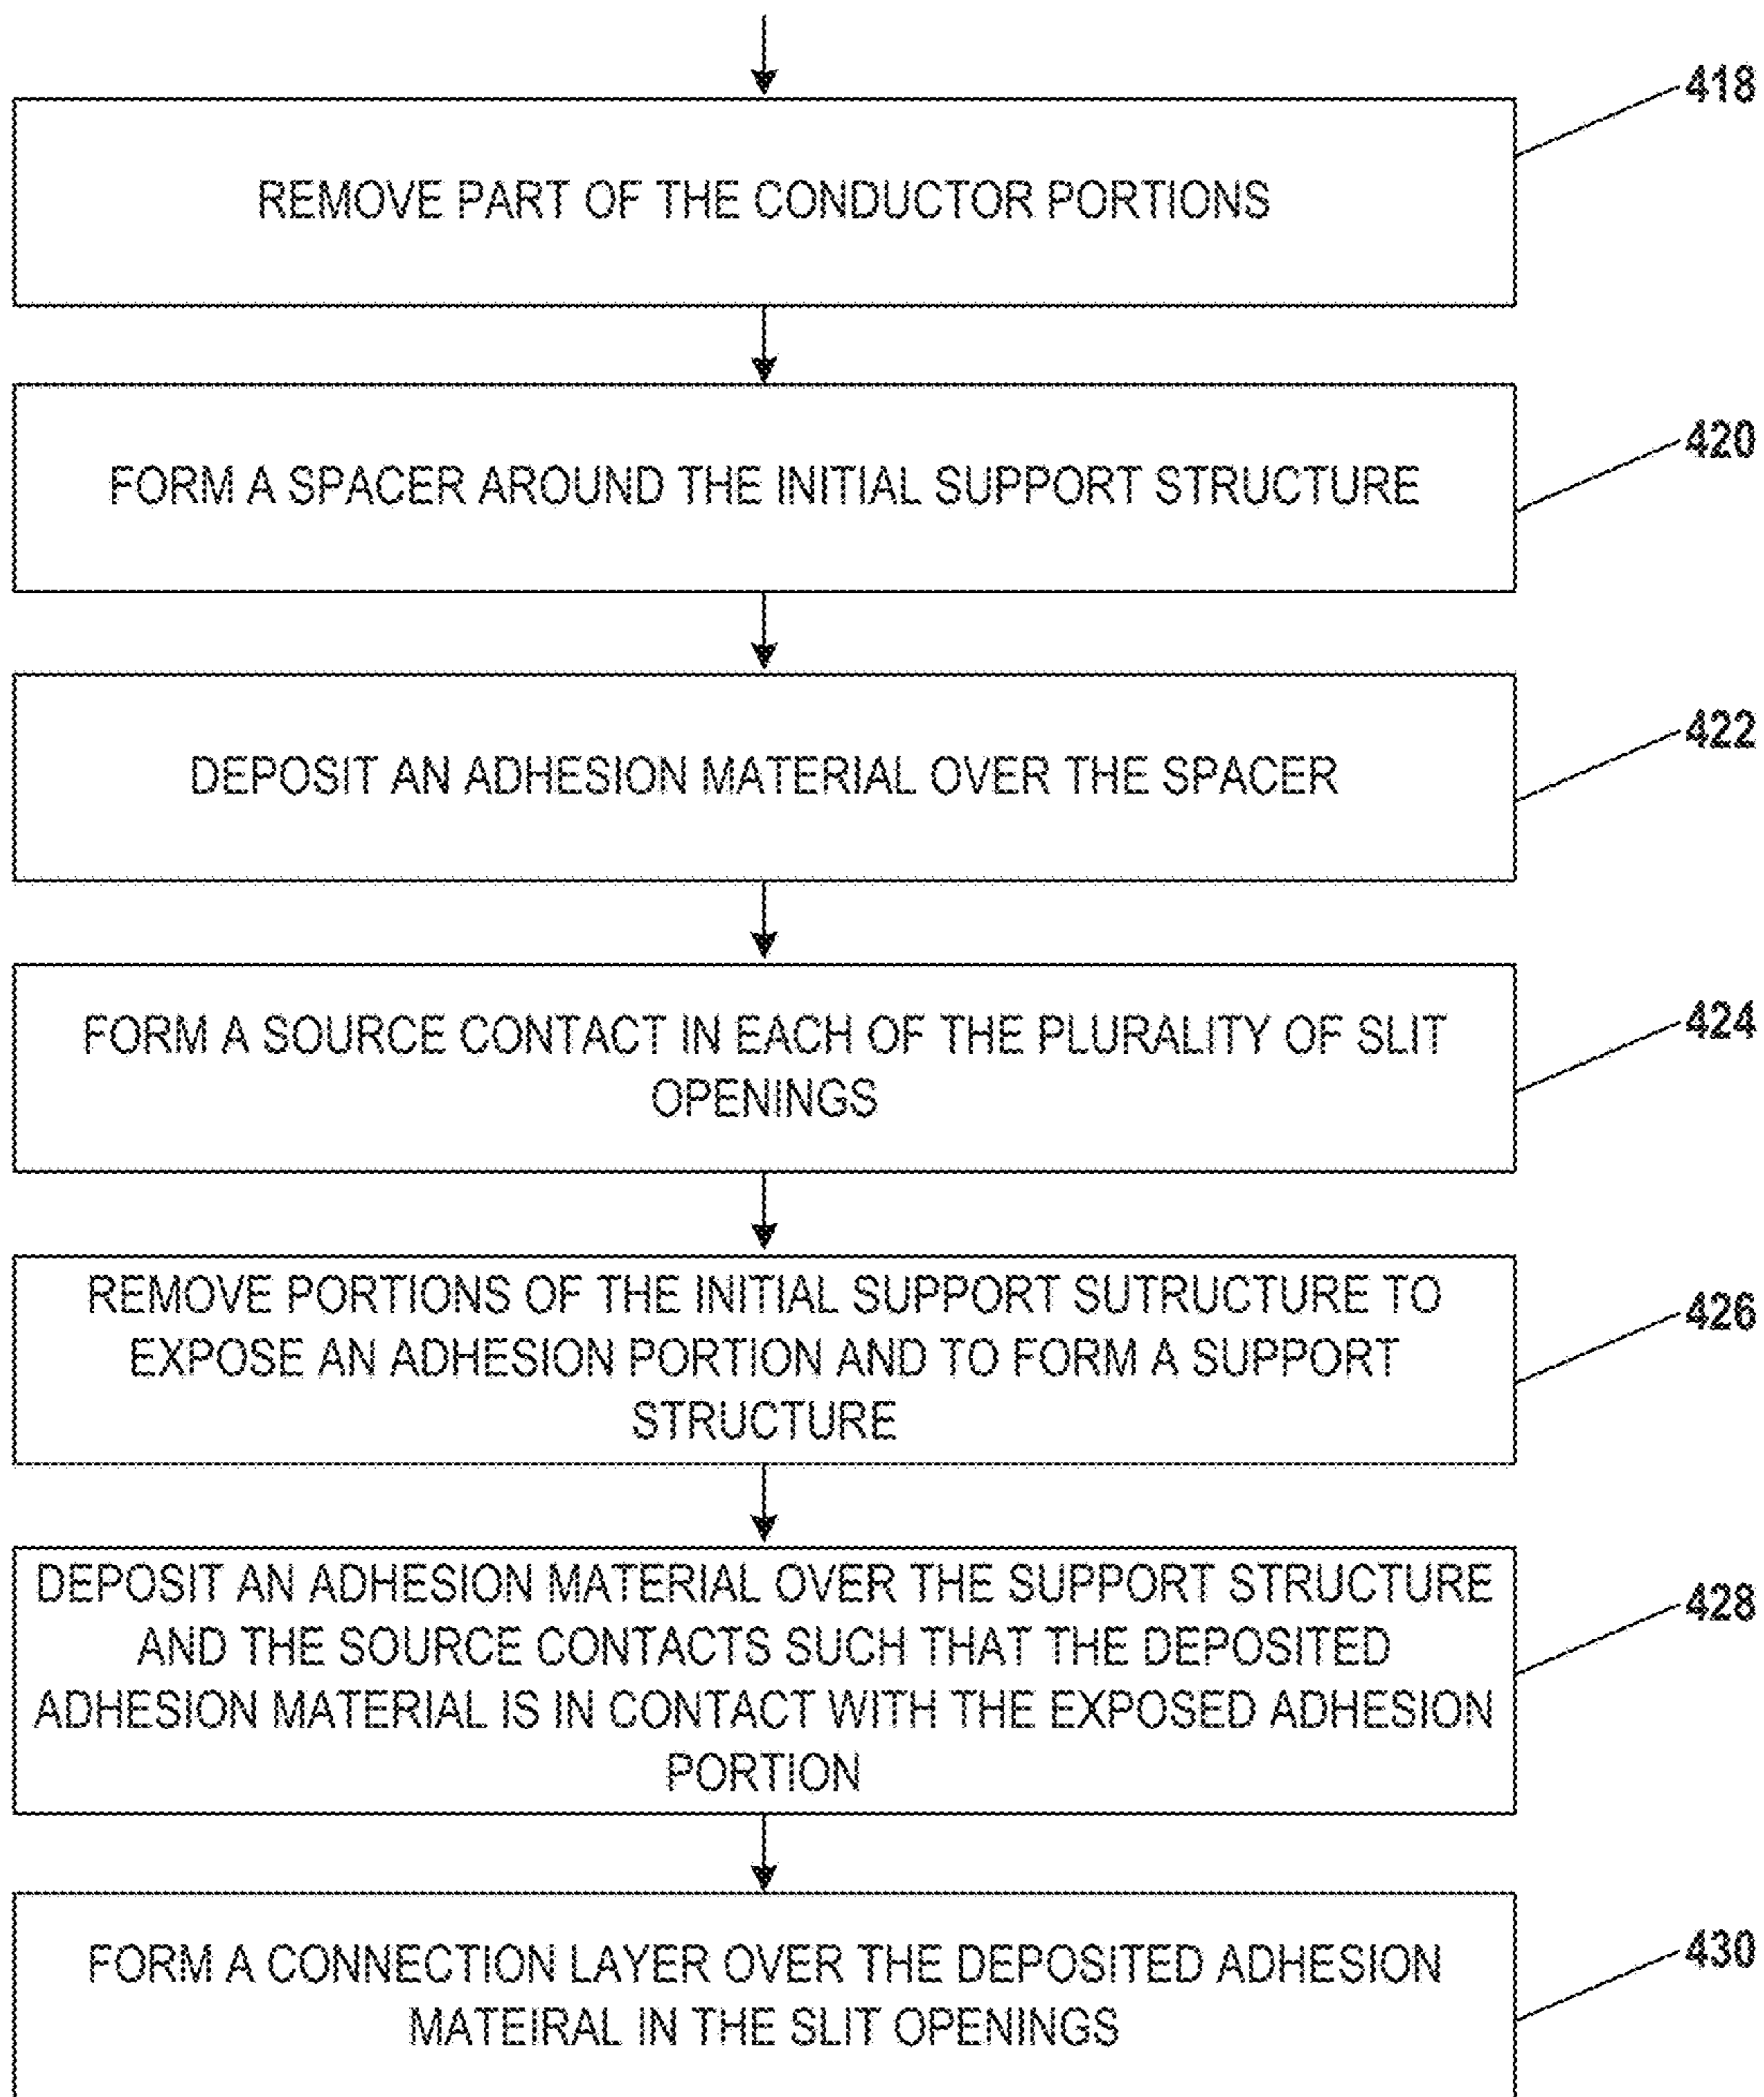 418
REMOVE PART OF THE CONDUCTOR PORTIONS
420
FORM A SPACER AROUND THE INITIAL SUPPORT STRUCTURE
422
DEPOSIT AN ADHESION MATERIAL OVER THE SPACER
424
FORM A SOURCE CONTACT IN EACH OF THE PLURALITY OF SLIT
OPENINGS
426
REMOVE PORTIONS OF THE INITIAL SUPPORT SUTRUCTURE TO
EXPOSE AN ADHESION PORTION AND TO FORM A SUPPORT
STRUCTURE
428
DEPOSIT AN ADHESION MATERIAL OVER THE SUPPORT STRUCTURE
AND THE SOURCE CONTACTS SUCH THAT THE DEPOSITED
ADHESION MATERIAL IS IN CONTACT WITH THE EXPOSED ADHESION
PORTION
430
FORM A CONNECTION LAYER OVER THE DEPOSITED ADHESION
MATEIRAL IN THE SLIT OPENINGS